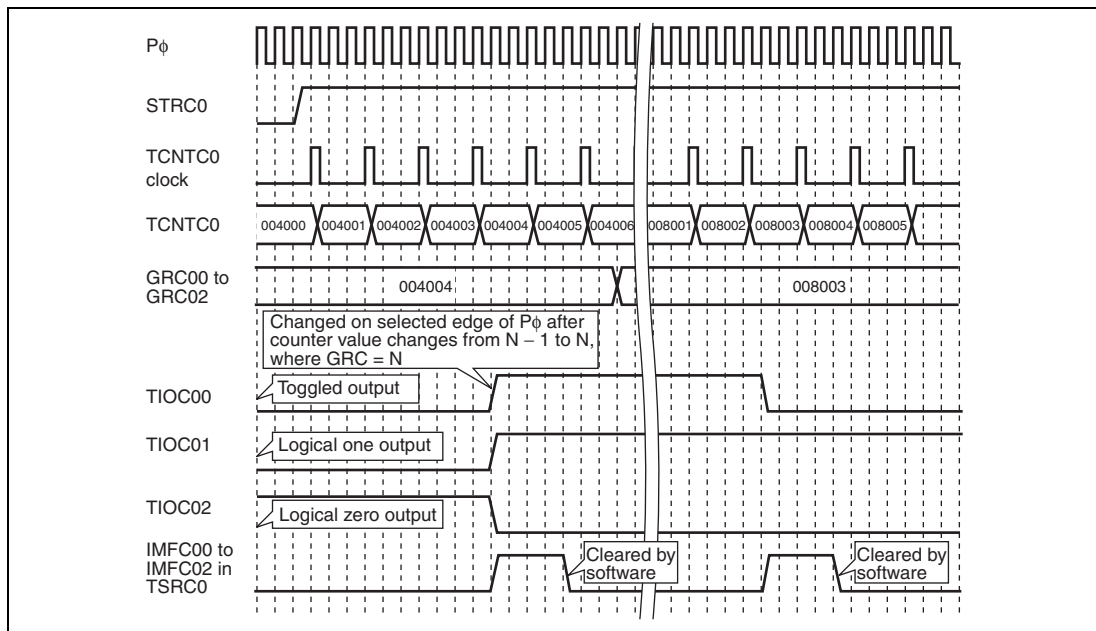 Pϕ
STRC0
TCNTC0
clock
TCNTC0
004000 004001 004002 004003 004004 004005 004006 008001 008002 008003 008004 008005
GRC00 to
GRC02
004004
008003
Changed on selected edge of Pϕ after
counter value changes from N – 1 to N,
where GRC = N
TIOC00
Toggled output
TIOC01
Logical one output
TIOC02
Logical zero output
IMFC00 to
IMFC02 in
TSRC0
Cleared by
software
Cleared by
software